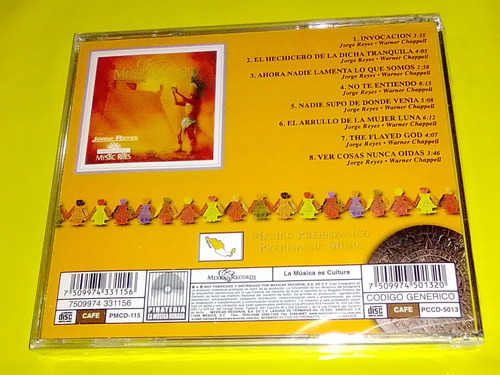 1. INVOCACION 3:35
Jorge Reyes • Warner Chappell
2. EL HECHICERO DE LA DICHA TRANQUILA 4:05
Jorge Reyes • Warner Chappell
3. AHORA NADIE LAMENTA LO QUE SOMOS 2:58
Jorge Reyes • Warner Chappell
4. NO TE ENTIENDO 8:15
Jorge Reyes • Warner Chappell
5. NADIE SUPO DE DONDE VENIA 5:08
Jorge Reyes • Warner Chappell
6. EL ARRULLO DE LA MUJER LUNA 6:12
Jorge Reyes • Warner Chappell
7. THE FLAYED GOD 4:07
Jorge Reyes • Warner Chappell
8. VER COSAS NUNCA OIDAS 3:46
Jorge Reyes • Warner Chappell
JORGE REYES
MYSTIC RITES
MEXICO PREHISPANICO
PREHISPANIC MUSIC
7 509974 331156
7509974 331156
CAFE
PMCD-115
PIRATERIA
MEXICAN RECORDS
La Música es Cultura
7 509974 501320
CODIGO GENERICO
CAFE
PCCD-5013